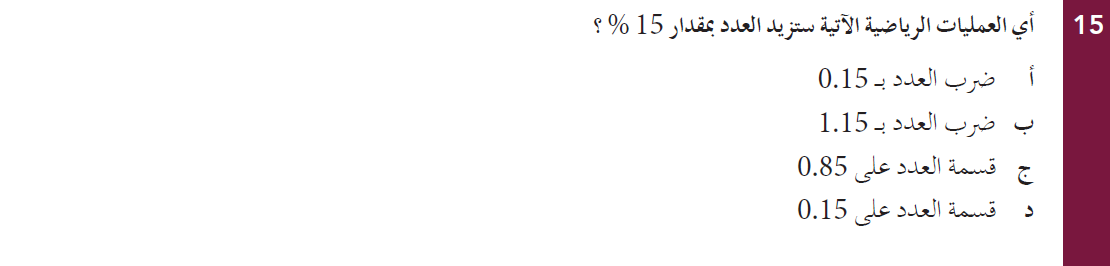 15
أي العمليات الرياضية الآتية ستزيد العدد بمقدار 15 % ؟
أ ضرب العدد بـ 0.15
ب ضرب العدد بـ 1.15
ج قسمة العدد على 0.85
د قسمة العدد على 0.15